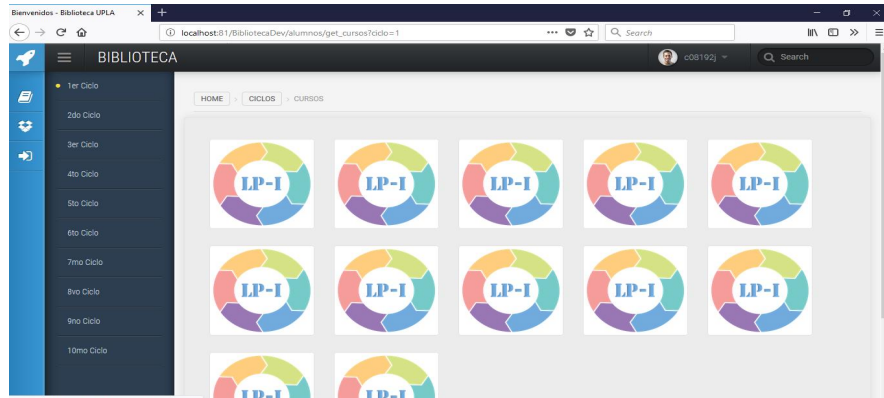 Bienvenidos - Biblioteca UPLA
localhost:81/BibliotecaDev/alumnos/get_cursos?ciclo=1
Search
BIBLIOTECA
c08192j
Search
1er Ciclo
2do Ciclo
3er Ciclo
4to Ciclo
5to Ciclo
6to Ciclo
7mo Ciclo
8vo Ciclo
9no Ciclo
10mo Ciclo
HOME › CICLOS › CURSOS
LP-I LP-I LP-I LP-I LP-I
LP-I LP-I LP-I LP-I LP-I
LP-I LP-I